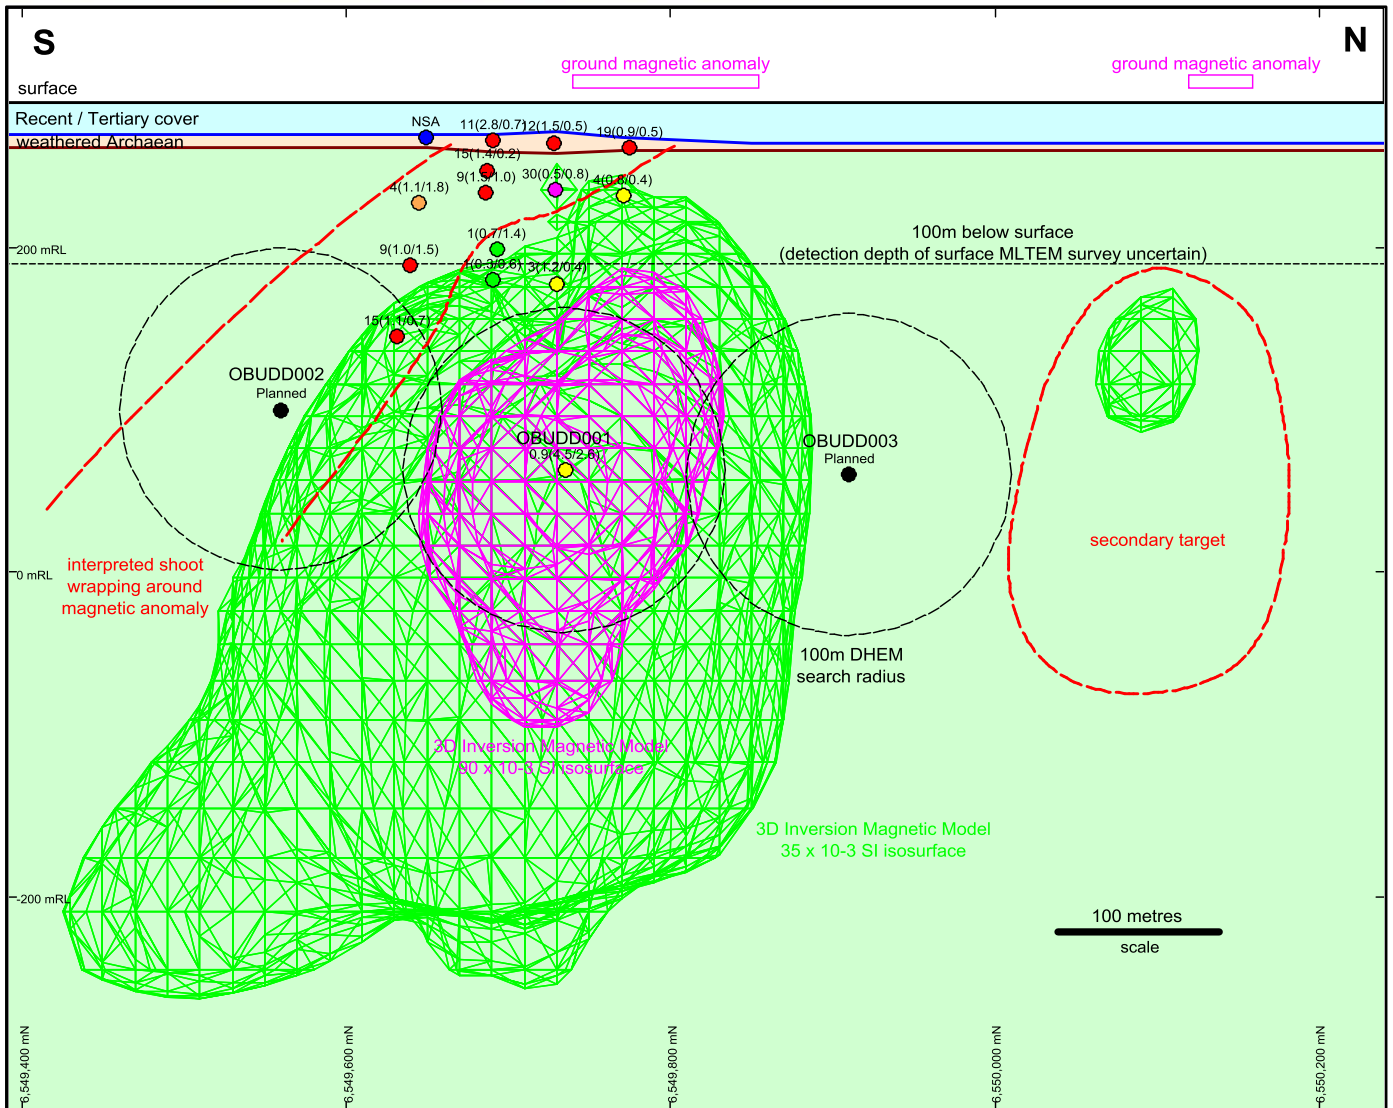 S
N
ground magnetic anomaly
ground magnetic anomaly
surface
Recent / Tertiary cover
weathered Archaean
NSA
11(2.8/0.7)
12(1.5/0.5)
19(0.9/0.5)
15(1.4/0.2)
9(1.5/1.0)
30(0.5/0.8)
4(0.8/0.4)
4(1.1/1.8)
1(0.7/1.4)
9(1.0/1.5)
1(0.3/0.6)
3(1.2/0.4)
15(1.1/0.7)
200 mRL
100m below surface
(detection depth of surface MLTEM survey uncertain)
OBUDD002
Planned
OBUDD001
0.9(4.5/2.6)
OBUDD003
Planned
secondary target
interpreted shoot
wrapping around
magnetic anomaly
0 mRL
100m DHEM
search radius
3D Inversion Magnetic Model
90 x 10-3 SI isosurface
3D Inversion Magnetic Model
35 x 10-3 SI isosurface
-200 mRL
100 metres
scale
6,549,400 mN
6,549,600 mN
6,549,800 mN
6,550,000 mN
6,550,200 mN